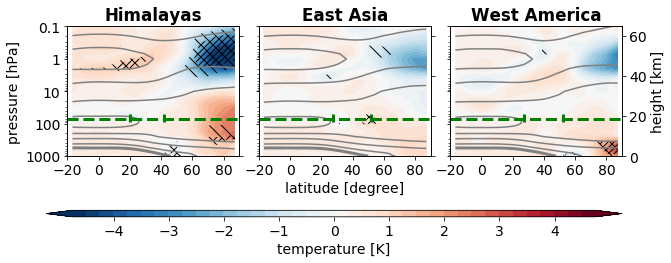 Himalayas East Asia West America
pressure [hPa]
0.1
1
10
100
1000
60
40
20
0
height [km]
−20 0 20 40 60 80 −20 0 20 40 60 80 −20 0 20 40 60 80
latitude [degree]
−4 −3 −2 −1 0 1 2 3 4
temperature [K]